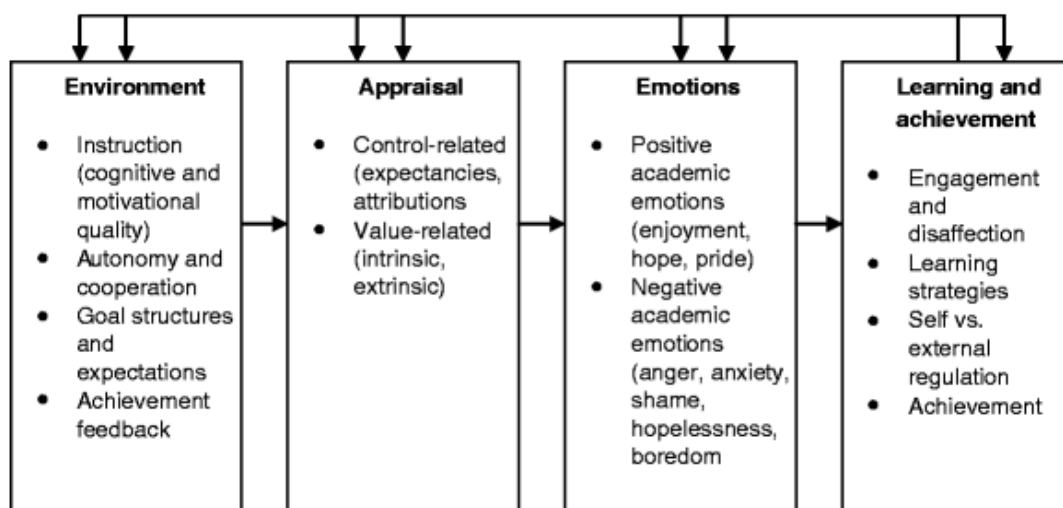 Environment
● Instruction
(cognitive and
motivational
quality)
● Autonomy and
cooperation
● Goal structures
and
expectations
● Achievement
feedback
Appraisal
● Control-related
(expectancies,
attributions
● Value-related
(intrinsic,
extrinsic)
Emotions
● Positive
academic
emotions
(enjoyment,
hope, pride)
● Negative
academic
emotions
(anger, anxiety,
shame,
hopelessness,
boredom
Learning and
achievement
● Engagement
and
disaffection
● Learning
strategies
● Self vs.
external
regulation
● Achievement